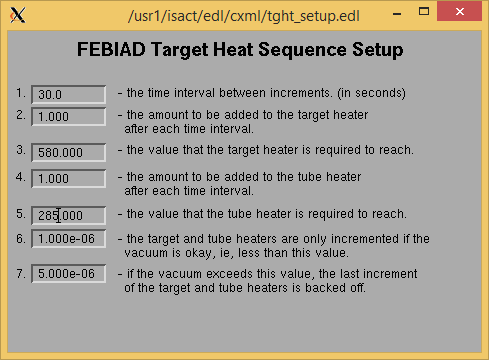 /usr1/isact/edl/cxml/tght_setup.edl
FEBIAD Target Heat Sequence Setup
1. 30.0 - the time interval between increments. (in seconds)
2. 1.000 - the amount to be added to the target heater
after each time interval.
3. 580.000 - the value that the target heater is required to reach.
4. 1.000 - the amount to be added to the tube heater
after each time interval.
5. 285.000 - the value that the tube heater is required to reach.
6. 1.000e-06 - the target and tube heaters are only incremented if the
vacuum is okay, ie, less than this value.
7. 5.000e-06 - if the vacuum exceeds this value, the last increment
of the target and tube heaters is backed off.